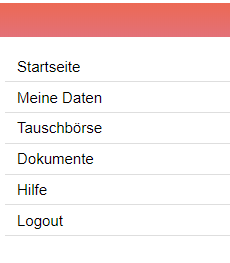 Startseite
Meine Daten
Tauschbörse
Dokumente
Hilfe
Logout